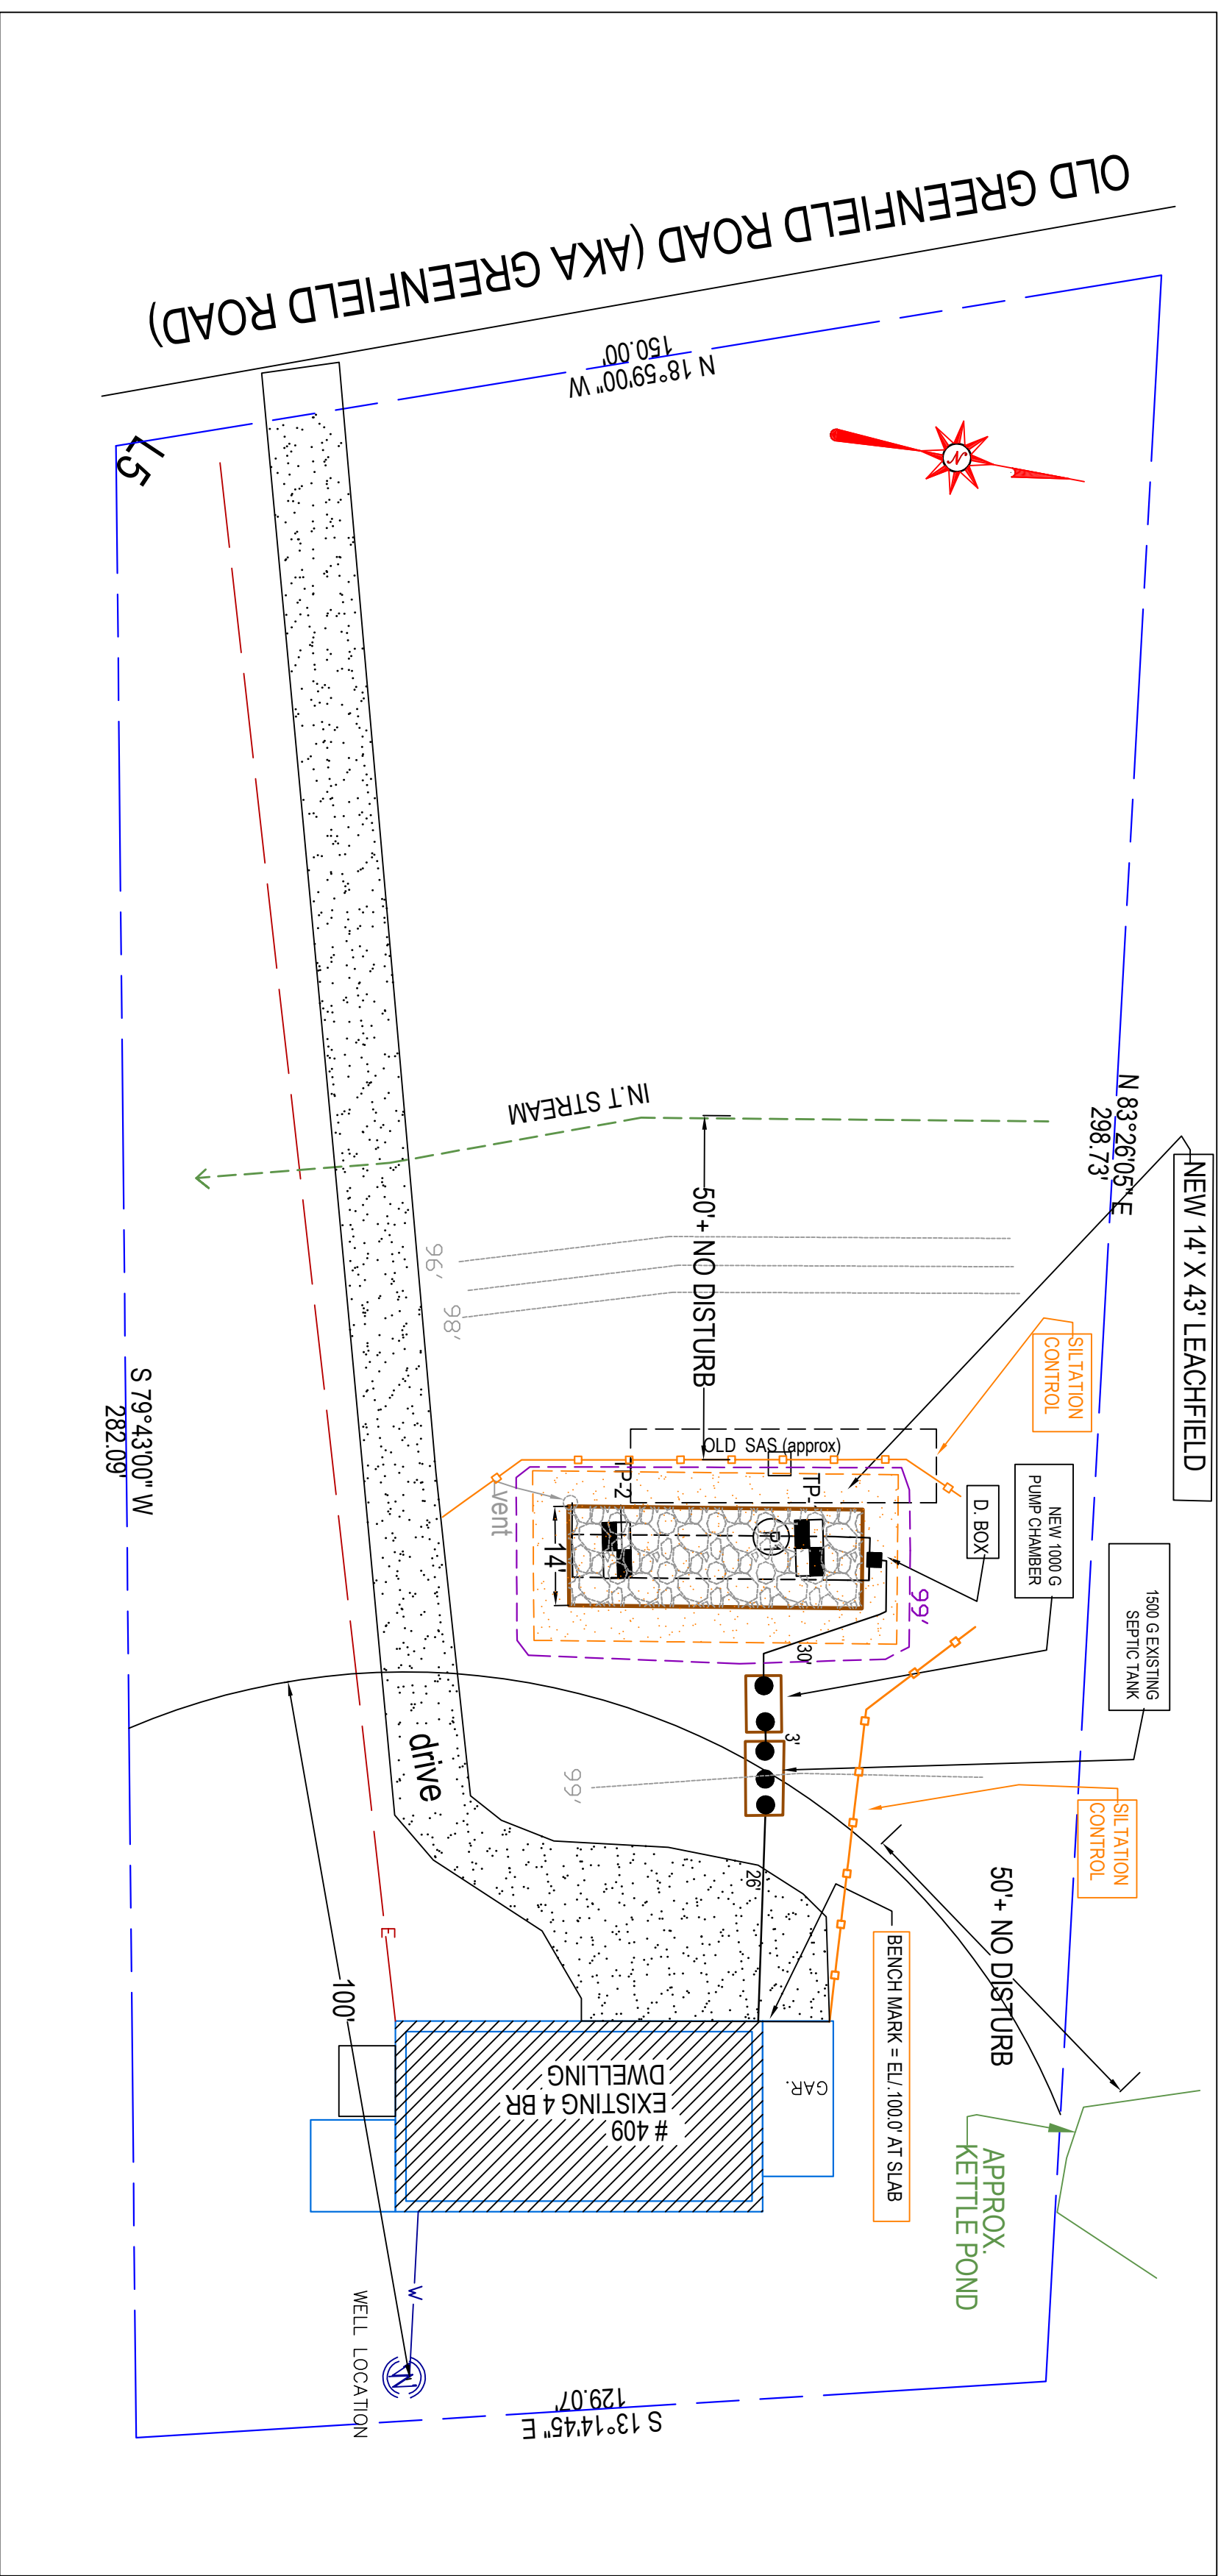 OLD GREENFIELD ROAD (AKA GREENFIELD ROAD)
N 18°59'00" W
150.00'
L5
N
N 83°26'05" E
298.73'
NEW 14' X 43' LEACHFIELD
IN.T STREAM
50'+ NO DISTURB
96'
98'
SILTATION
CONTROL
S 79°43'00" W
282.09'
OLD SAS (approx)
TP-2
TP-
P1
vent
14'
D. BOX
NEW 1000 G
PUMP CHAMBER
1500 G EXISTING
SEPTIC TANK
99'
30'
3'
99'
drive
SILTATION
CONTROL
26'
50'+ NO DISTURB
BENCH MARK = EL/.100.0' AT SLAB
E
100'
GAR.
# 409
EXISTING 4 BR
DWELLING
APPROX.
KETTLE POND
W
W
WELL LOCATION
S 13°14'45" E
129.07'